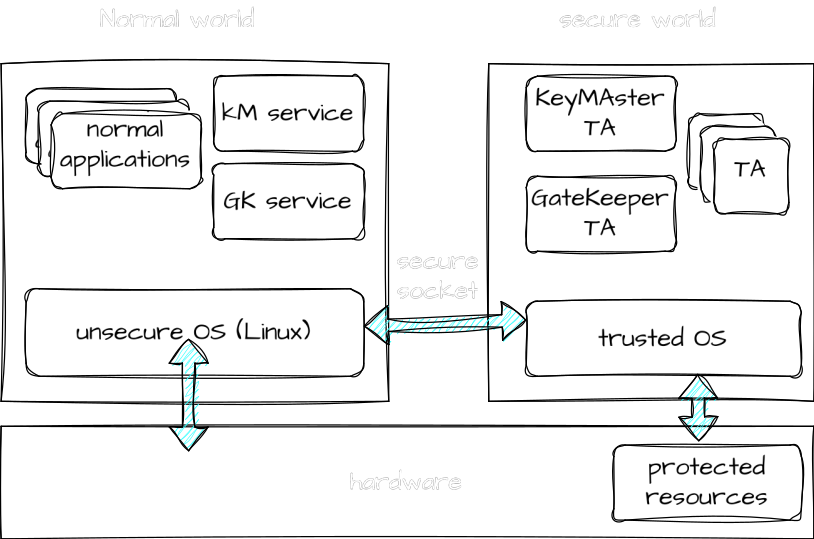 Normal world
secure world
normal
applications
KM service
GK service
KeyMAster
TA
GateKeeper
TA
TA
secure
socket
unsecure OS (Linux)
trusted OS
hardware
protected
resources